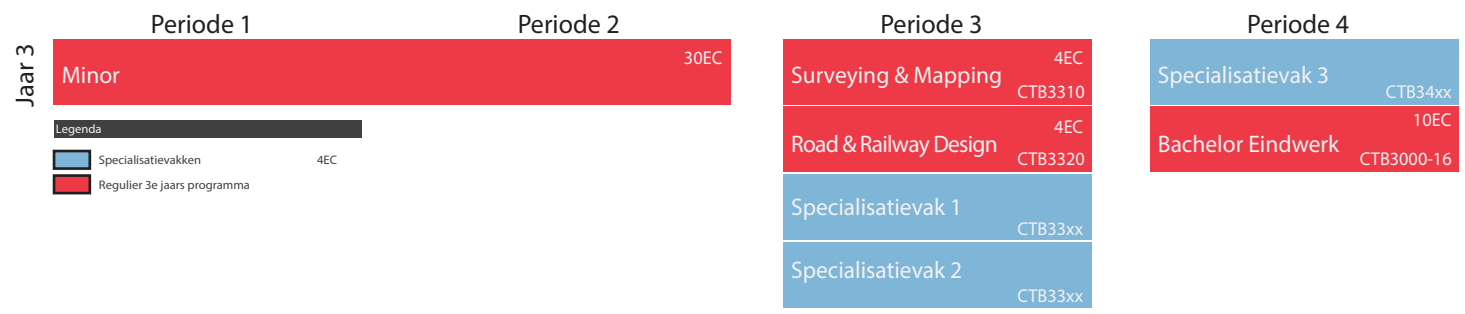 Periode 1
Periode 2
Periode 3
Periode 4
Jaar 3
Minor
30EC
Surveying & Mapping
4EC
CTB3310
Specialisatievak 3
CTB34xx
Legenda
Specialisatievakken
4EC
Regulier 3e jaars programma
Road & Railway Design
4EC
CTB3320
Bachelor Eindwerk
10EC
CTB3000-16
Specialisatievak 1
CTB33xx
Specialisatievak 2
CTB33xx